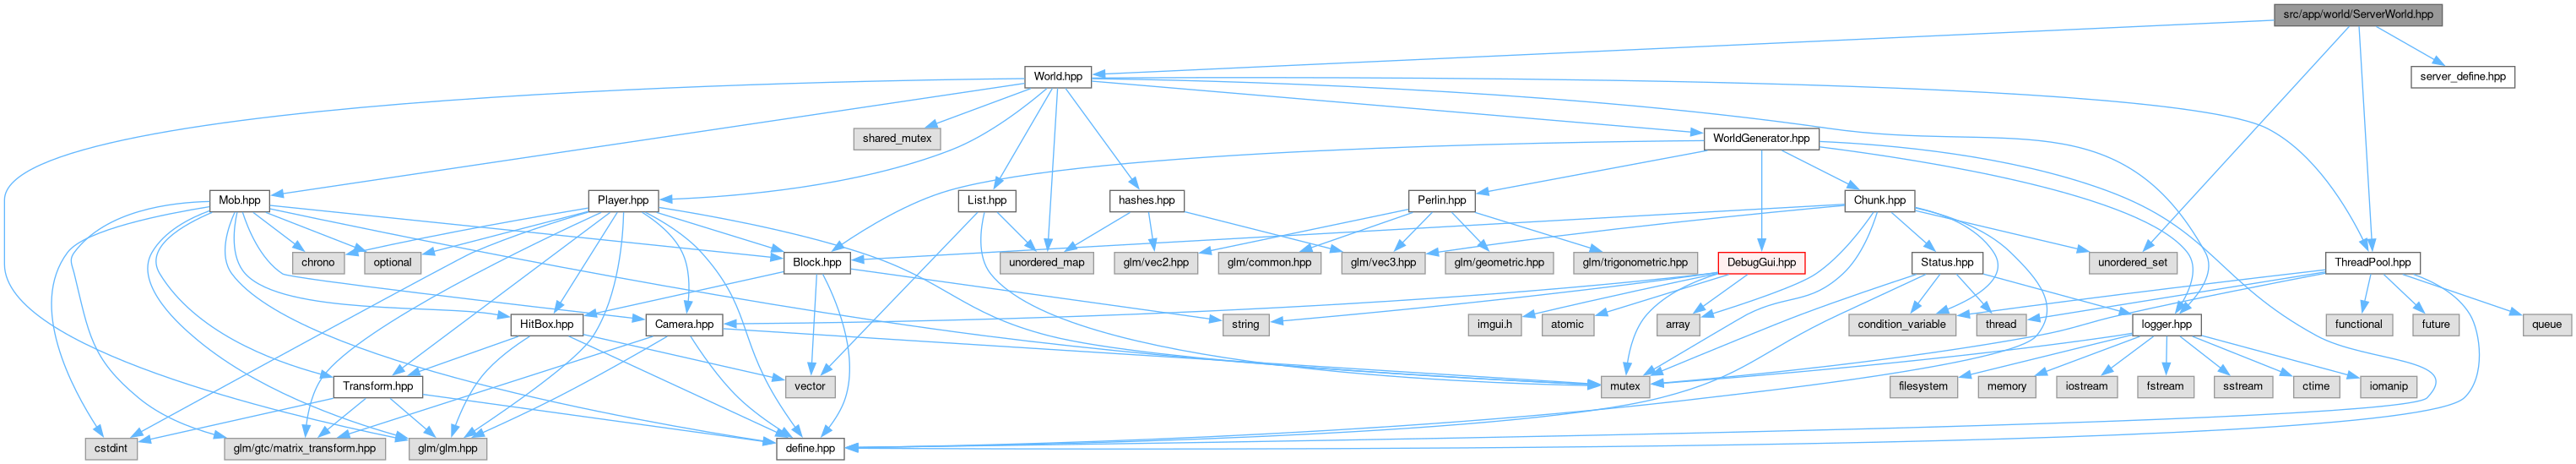 src/app/world/ServerWorld.hpp
World.hpp
server_define.hpp
shared_mutex
WorldGenerator.hpp
Mob.hpp
Player.hpp
List.hpp
hashes.hpp
Perlin.hpp
Chunk.hpp
chrono
optional
Block.hpp
unordered_map
glm/vec2.hpp
glm/common.hpp
glm/vec3.hpp
glm/geometric.hpp
glm/trigonometric.hpp
DebugGui.hpp
Status.hpp
unordered_set
ThreadPool.hpp
HitBox.hpp
Camera.hpp
string
imgui.h
atomic
array
condition_variable
thread
logger.hpp
functional
future
queue
Transform.hpp
vector
mutex
filesystem
memory
iostream
fstream
sstream
ctime
iomanip
cstdint
glm/gtc/matrix_transform.hpp
glm/glm.hpp
define.hpp